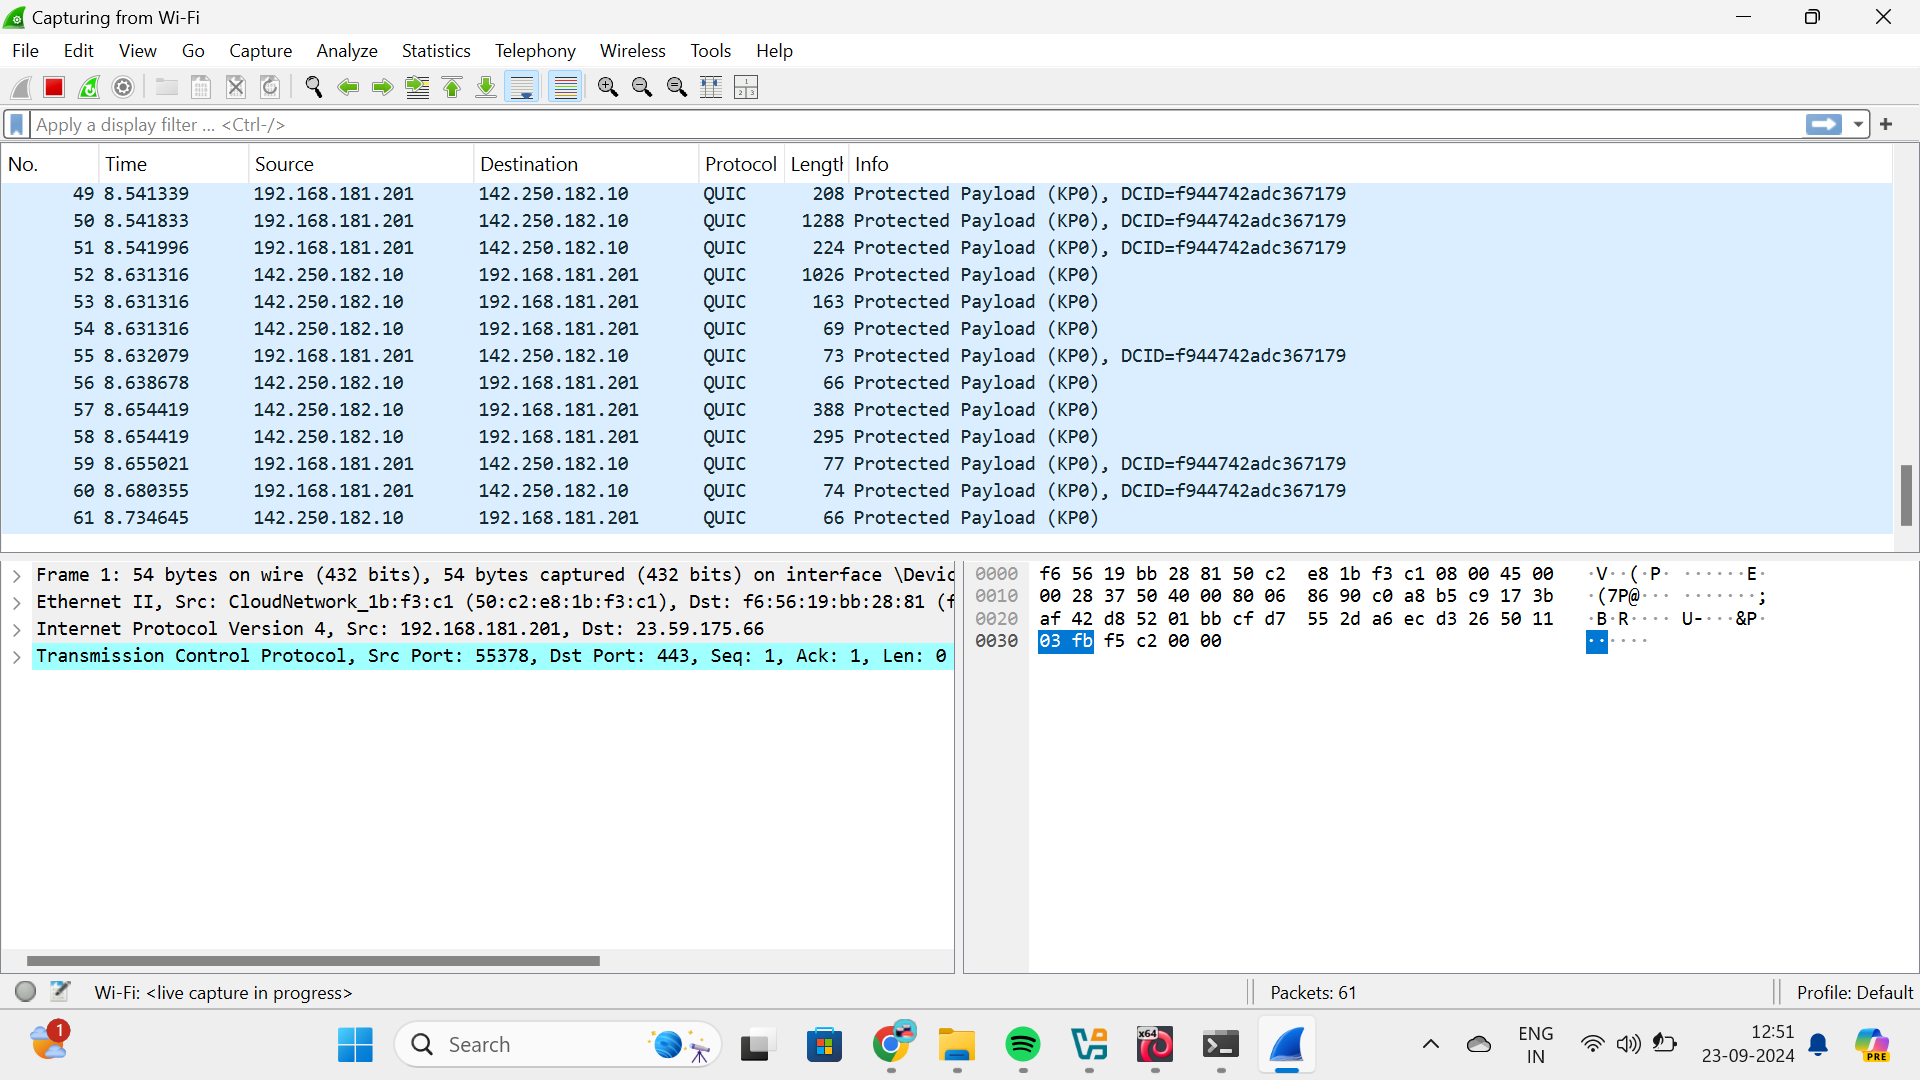 Capturing from Wi-Fi
File Edit View Go Capture Analyze Statistics Telephony Wireless Tools Help
Apply a display filter ... <Ctrl-/>
No. Time Source Destination Protocol Length Info
49 8.541339 192.168.181.201 142.250.182.10 QUIC 208 Protected Payload (KP0), DCID=f944742adc367179
50 8.541833 192.168.181.201 142.250.182.10 QUIC 1288 Protected Payload (KP0), DCID=f944742adc367179
51 8.541996 192.168.181.201 142.250.182.10 QUIC 224 Protected Payload (KP0), DCID=f944742adc367179
52 8.631316 142.250.182.10 192.168.181.201 QUIC 1026 Protected Payload (KP0)
53 8.631316 142.250.182.10 192.168.181.201 QUIC 163 Protected Payload (KP0)
54 8.631316 142.250.182.10 192.168.181.201 QUIC 69 Protected Payload (KP0)
55 8.632079 192.168.181.201 142.250.182.10 QUIC 73 Protected Payload (KP0), DCID=f944742adc367179
56 8.638678 142.250.182.10 192.168.181.201 QUIC 66 Protected Payload (KP0)
57 8.654419 142.250.182.10 192.168.181.201 QUIC 388 Protected Payload (KP0)
58 8.654419 142.250.182.10 192.168.181.201 QUIC 295 Protected Payload (KP0)
59 8.655021 192.168.181.201 142.250.182.10 QUIC 77 Protected Payload (KP0), DCID=f944742adc367179
60 8.680355 192.168.181.201 142.250.182.10 QUIC 74 Protected Payload (KP0), DCID=f944742adc367179
61 8.734645 142.250.182.10 192.168.181.201 QUIC 66 Protected Payload (KP0)
Frame 1: 54 bytes on wire (432 bits), 54 bytes captured (432 bits) on interface \Devic
Ethernet II, Src: CloudNetwork_1b:f3:c1 (50:c2:e8:1b:f3:c1), Dst: f6:56:19:bb:28:81 (f
Internet Protocol Version 4, Src: 192.168.181.201, Dst: 23.59.175.66
Transmission Control Protocol, Src Port: 55378, Dst Port: 443, Seq: 1, Ack: 1, Len: 0
0000 f6 56 19 bb 28 81 50 c2 e8 1b f3 c1 08 00 45 00 ·V··(·P· ······E·
0010 00 28 37 50 40 00 80 06 86 90 c0 a8 b5 c9 17 3b ·(7P@··· ·······;
0020 af 42 d8 52 01 bb cf d7 55 2d a6 ec d3 26 50 11 ·B·R···· U-···&P·
0030 03 fb f5 c2 00 00 ······
Wi-Fi: <live capture in progress>
Packets: 61
Profile: Default
1
Search
x64
ENG
IN
12:51
23-09-2024
PRE